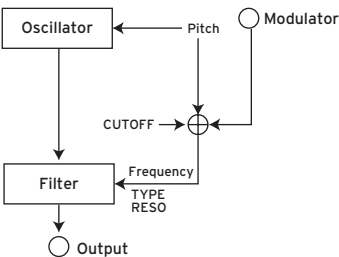 Oscillator
Pitch
Modulator
CUTOFF
Frequency
Filter
TYPE
RESO
Output